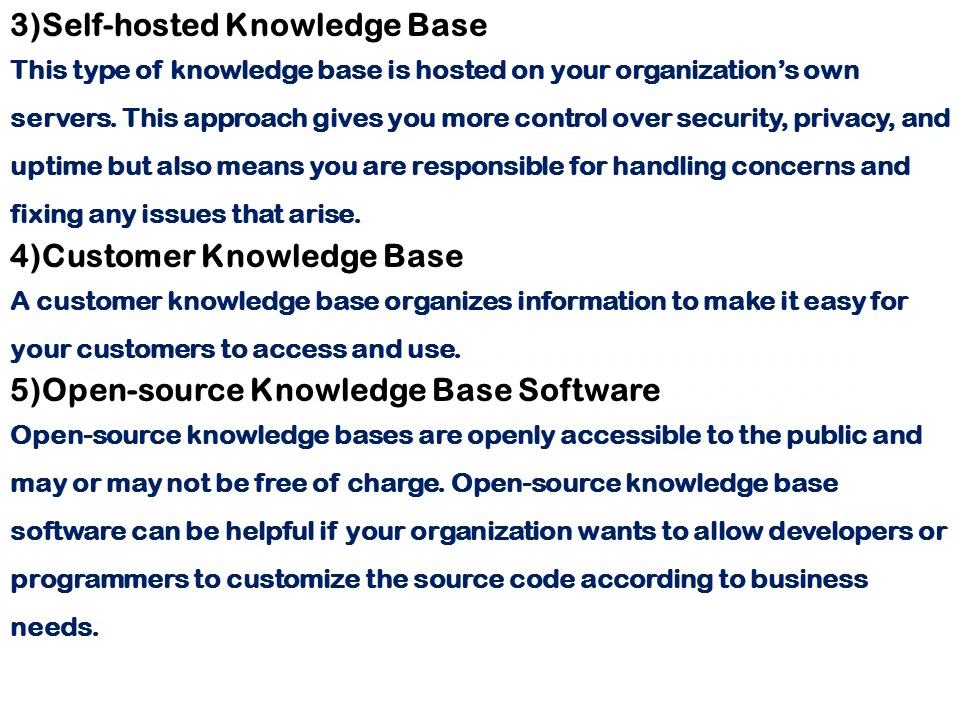 3)Self-hosted Knowledge Base
This type of knowledge base is hosted on your organization’s own
servers. This approach gives you more control over security, privacy, and
uptime but also means you are responsible for handling concerns and
fixing any issues that arise.
4)Customer Knowledge Base
A customer knowledge base organizes information to make it easy for
your customers to access and use.
5)Open-source Knowledge Base Software
Open-source knowledge bases are openly accessible to the public and
may or may not be free of charge. Open-source knowledge base
software can be helpful if your organization wants to allow developers or
programmers to customize the source code according to business
needs.